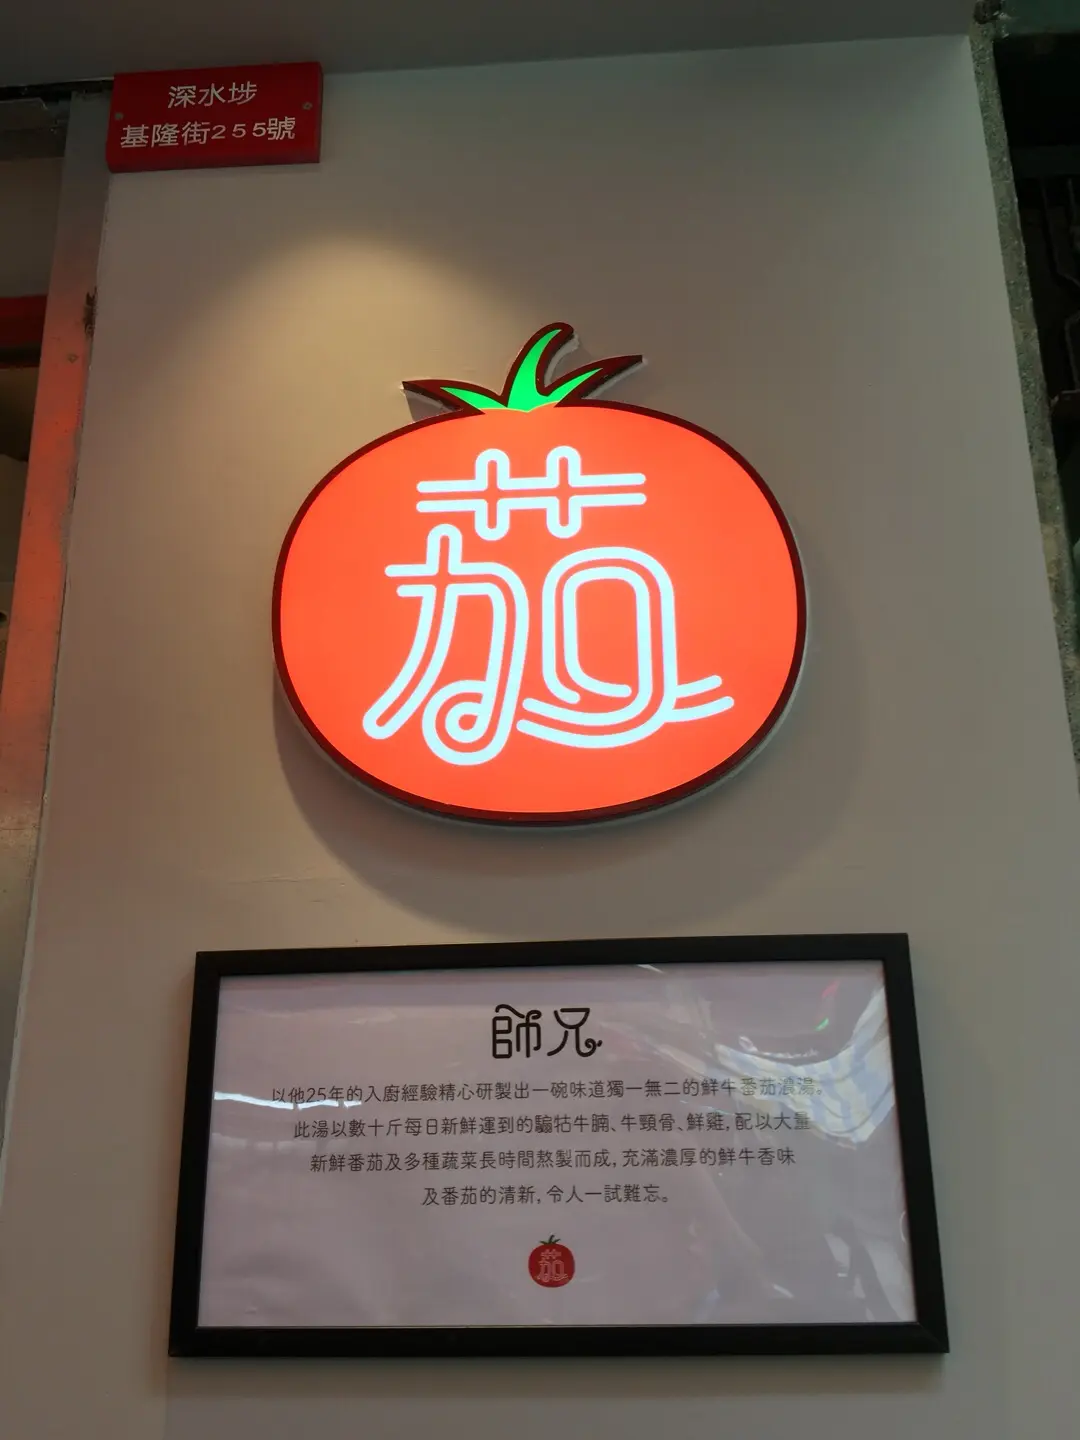 深水埗
基隆街255號
茄
師兄
以他25年的入廚經驗精心研製出一碗味道獨一無二的鮮牛番茄濃湯。
此湯以數十斤每日新鮮運到的騸牯牛腩、牛頸骨、鮮雞,配以大量
新鮮番茄及多種蔬菜長時間熬製而成,充滿濃厚的鮮牛香味
及番茄的清新,令人一試難忘。
茄